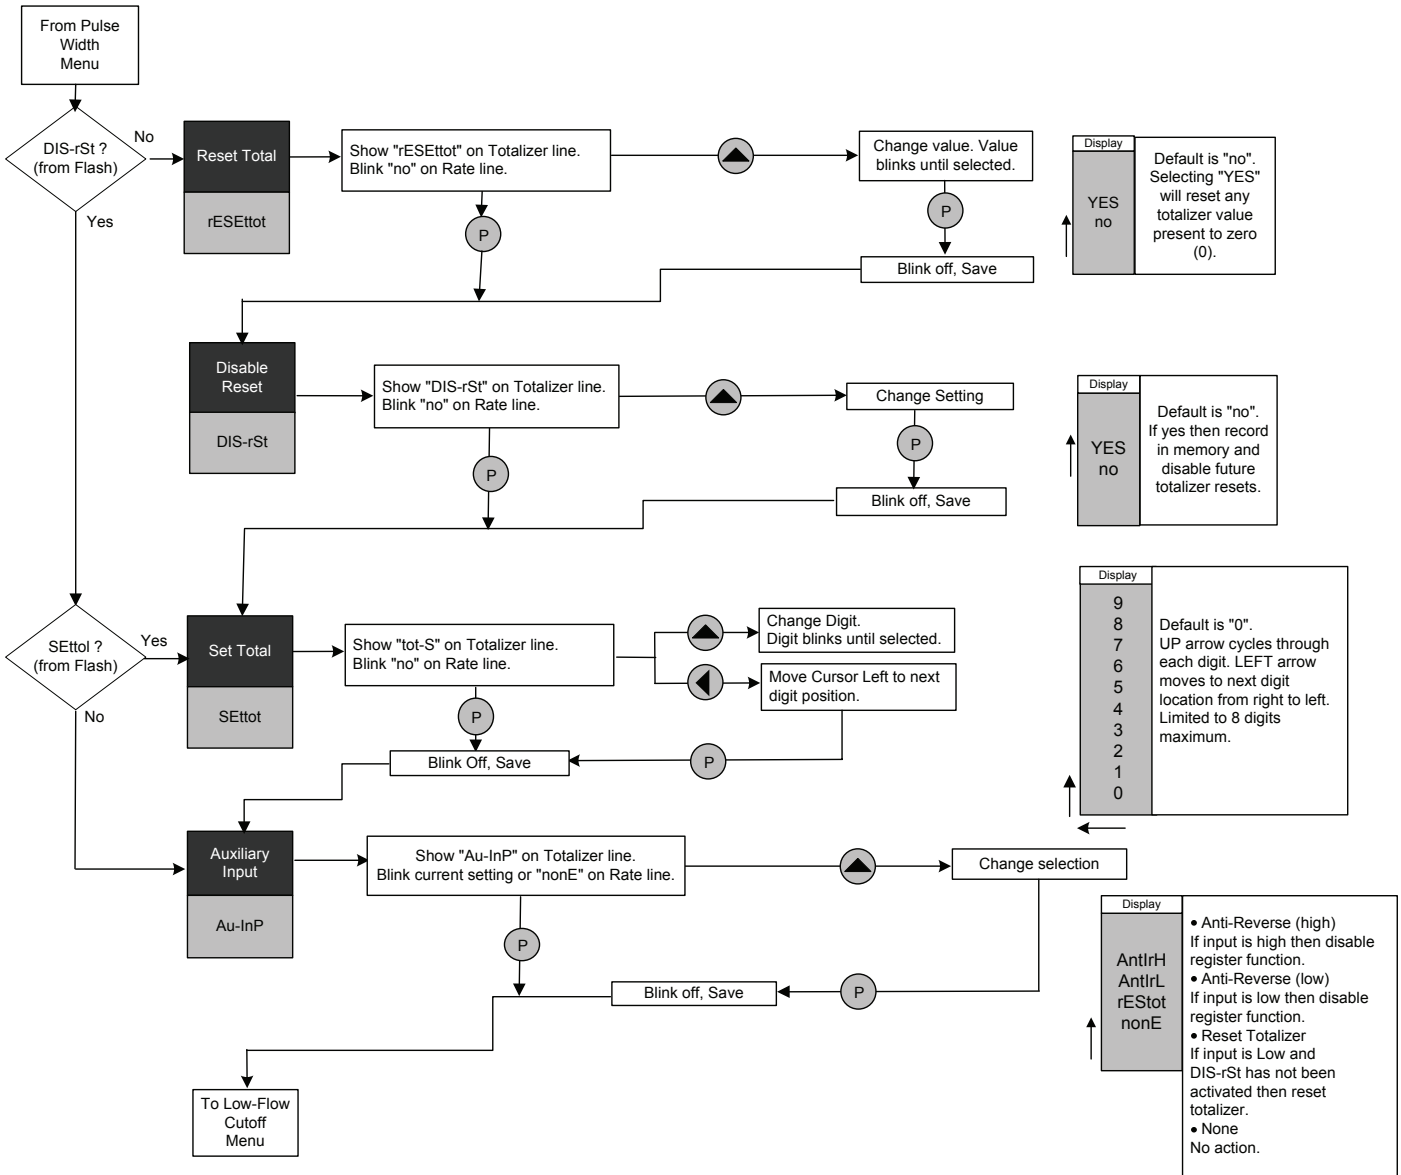 From Pulse
Width
Menu
DIS-rSt ?
(from Flash)
No
Yes
Reset Total
rESEttot
Show "rESEttot" on Totalizer line.
Blink "no" on Rate line.
P
Change value. Value
blinks until selected.
P
Blink off, Save
Display
YES
no
Default is "no".
Selecting "YES"
will reset any
totalizer value
present to zero
(0).
Disable
Reset
DIS-rSt
Show "DIS-rSt" on Totalizer line.
Blink "no" on Rate line.
P
Change Setting
P
Blink off, Save
Display
YES
no
Default is "no".
If yes then record
in memory and
disable future
totalizer resets.
SEttol ?
(from Flash)
Yes
No
Set Total
SEttot
Show "tot-S" on Totalizer line.
Blink "no" on Rate line.
P
Change Digit.
Digit blinks until selected.
Move Cursor Left to next
digit position.
P
Blink Off, Save
Display
9
8
7
6
5
4
3
2
1
0
Default is "0".
UP arrow cycles through
each digit. LEFT arrow
moves to next digit
location from right to left.
Limited to 8 digits
maximum.
Auxiliary
Input
Au-InP
Show "Au-InP" on Totalizer line.
Blink current setting or "nonE" on Rate line.
P
Change selection
P
Blink off, Save
Display
AntIrH
AntIrL
rEStot
nonE
• Anti-Reverse (high)
If input is high then disable
register function.
• Anti-Reverse (low)
If input is low then disable
register function.
• Reset Totalizer
If input is Low and
DIS-rSt has not been
activated then reset
totalizer.
• None
No action.
To Low-Flow
Cutoff
Menu